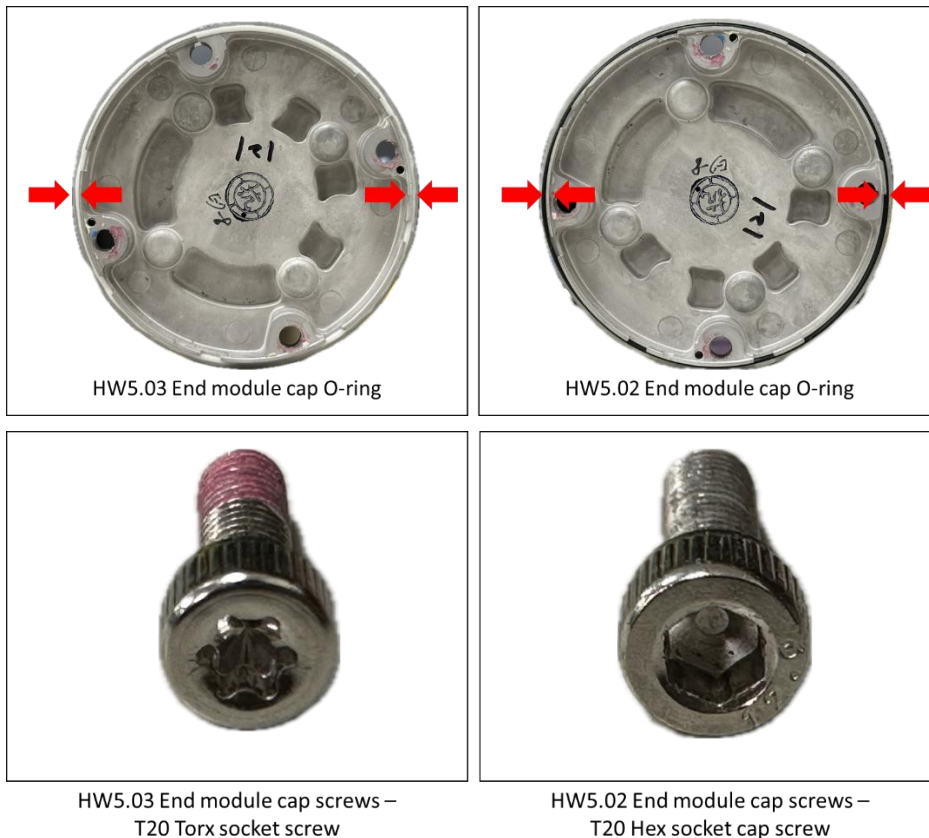 HW5.03 End module cap O-ring
HW5.02 End module cap O-ring
HW5.03 End module cap screws –
T20 Torx socket screw
HW5.02 End module cap screws –
T20 Hex socket cap screw